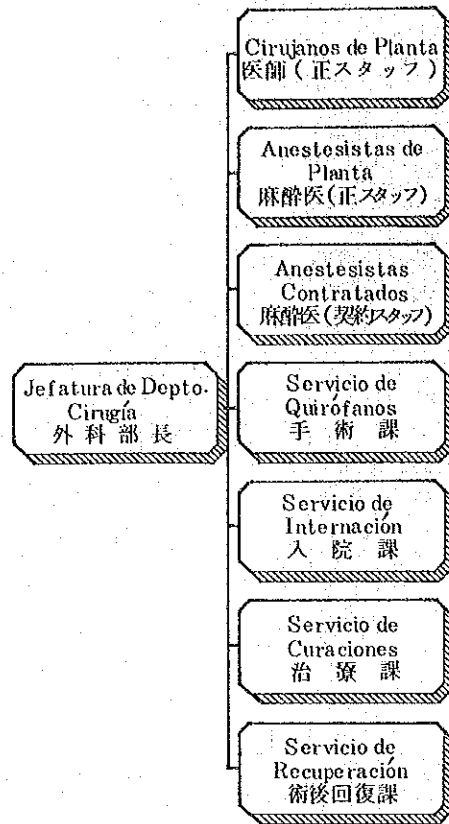 Cirujanos de Planta
医師(正スタッフ)
Anestesistas de
Planta
麻酔医(正スタッフ)
Anestesistas
Contratados
麻酔医(契約スタッフ)
Jefatura de Depto.
Cirugía
外科部長
Servicio de
Quirófanos
手術課
Servicio de
Internación
入院課
Servicio de
Curaciones
治療課
Servicio de
Recuperación
術後回復課